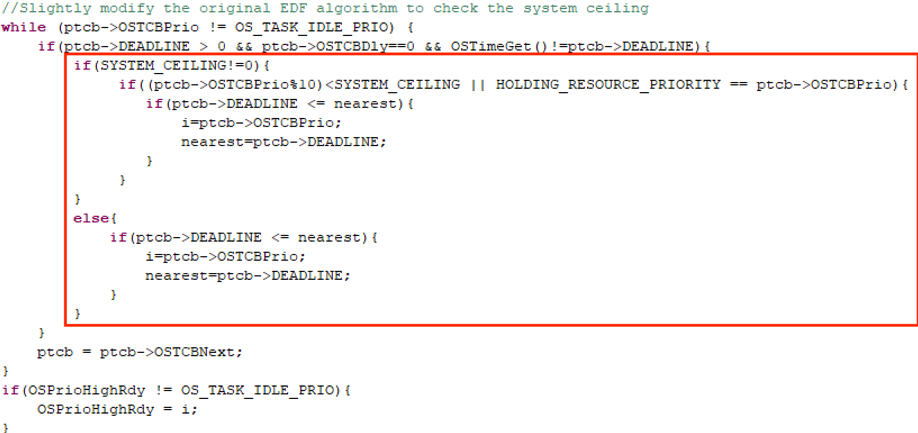 //Slightly modify the original EDF algorithm to check the system ceiling
while (ptcb->OSTCBPrio != OS_TASK_IDLE_PRIO) {
    if(ptcb->DEADLINE > 0 && ptcb->OSTCBDly==0 && OSTimeGet()!=ptcb->DEADLINE){
        if(SYSTEM_CEILING!=0){
            if((ptcb->OSTCBPrio%10)<SYSTEM_CEILING || HOLDING_RESOURCE_PRIORITY == ptcb->OSTCBPrio){
                if(ptcb->DEADLINE <= nearest){
                    i=ptcb->OSTCBPrio;
                    nearest=ptcb->DEADLINE;
                }
            }
        }
        else{
            if(ptcb->DEADLINE <= nearest){
                i=ptcb->OSTCBPrio;
                nearest=ptcb->DEADLINE;
            }
        }
    }
    ptcb = ptcb->OSTCBNext;
}
if(OSPrioHighRdy != OS_TASK_IDLE_PRIO){
    OSPrioHighRdy = i;
}